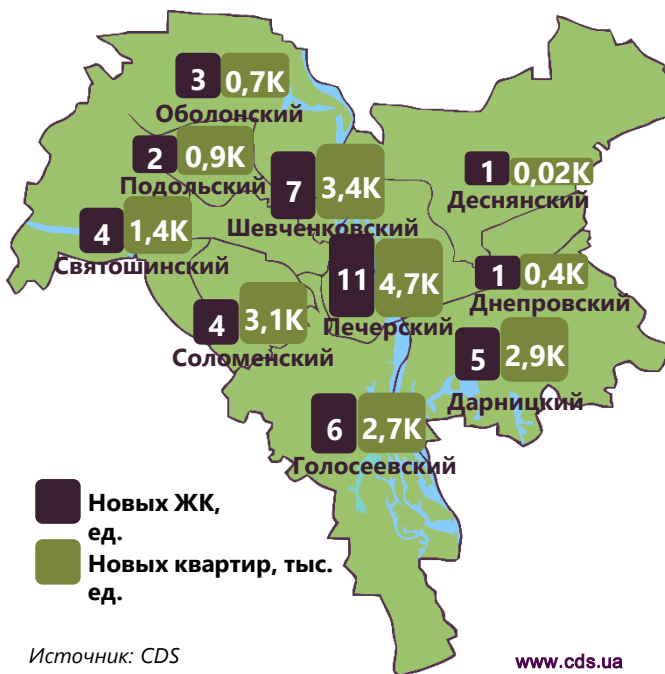 3 0,7K
Оболонский
2 0,9K
Подольский
7 3,4K
Шевченковский
1 0,02K
Деснянский
4 1,4K
Святошинский
11 4,7K
Печерский
1 0,4K
Днепровский
4 3,1K
Соломенский
5 2,9K
Дарницкий
6 2,7K
Голосеевский
Новых ЖК,
ед.
Новых квартир, тыс.
ед.
Источник: CDS
www.cds.ua